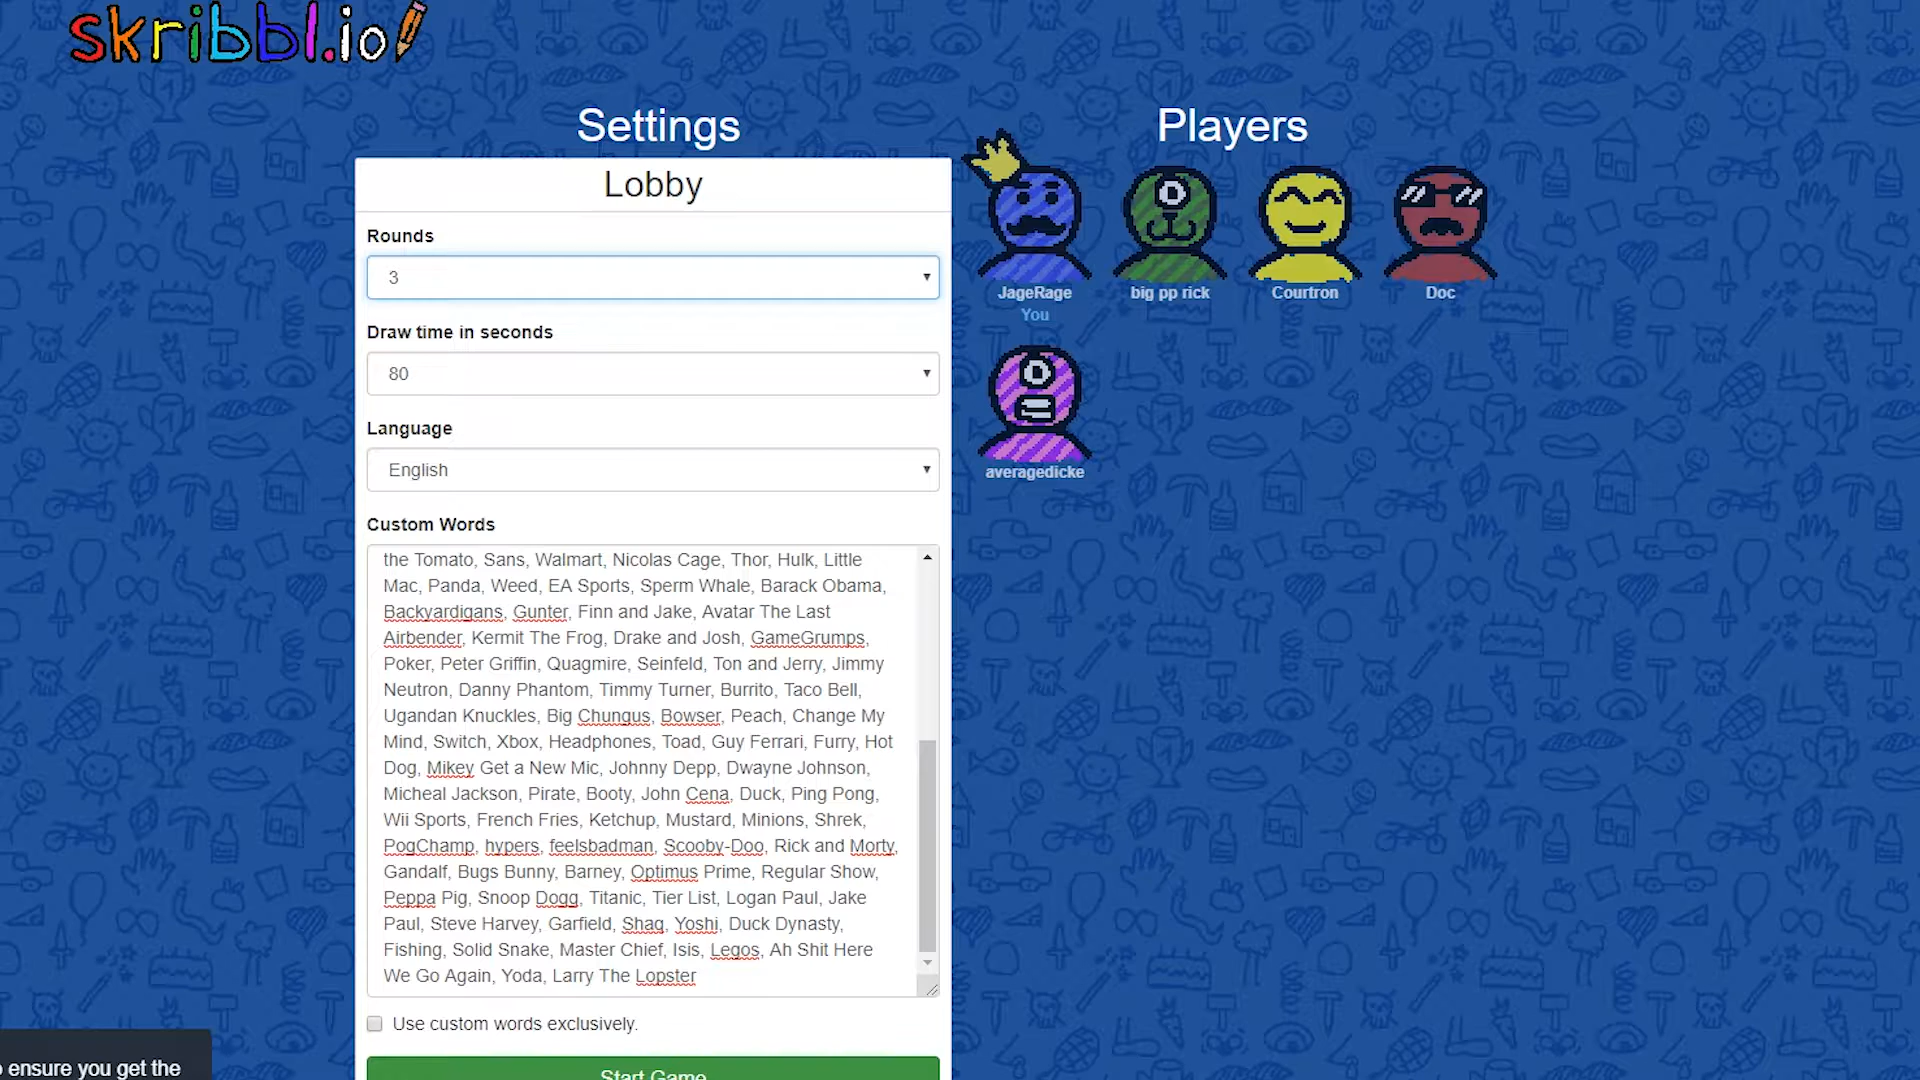 skribbl.io
Settings
Players
Lobby
Rounds
3
Draw time in seconds
80
Language
English
Custom Words
the Tomato, Sans, Walmart, Nicolas Cage, Thor, Hulk, Little
Mac, Panda, Weed, EA Sports, Sperm Whale, Barack Obama,
Backyardigans, Gunter, Finn and Jake, Avatar The Last
Airbender, Kermit The Frog, Drake and Josh, GameGrumps,
Poker, Peter Griffin, Quagmire, Seinfeld, Ton and Jerry, Jimmy
Neutron, Danny Phantom, Timmy Turner, Burrito, Taco Bell,
Ugandan Knuckles, Big Chungus, Bowser, Peach, Change My
Mind, Switch, Xbox, Headphones, Toad, Guy Ferrari, Furry, Hot
Dog, Mikey Get a New Mic, Johnny Depp, Dwayne Johnson,
Micheal Jackson, Pirate, Booty, John Cena, Duck, Ping Pong,
Wii Sports, French Fries, Ketchup, Mustard, Minions, Shrek,
PogChamp, hypers, feelsbadman, Scooby-Doo, Rick and Morty,
Gandalf, Bugs Bunny, Barney, Optimus Prime, Regular Show,
Peppa Pig, Snoop Dogg, Titanic, Tier List, Logan Paul, Jake
Paul, Steve Harvey, Garfield, Shaq, Yoshi, Duck Dynasty,
Fishing, Solid Snake, Master Chief, Isis, Legos, Ah Shit Here
We Go Again, Yoda, Larry The Lopster
Use custom words exclusively.
Start Game
JageRage
You
big pp rick
Courtron
Doc
averagedicke
ensure you get the